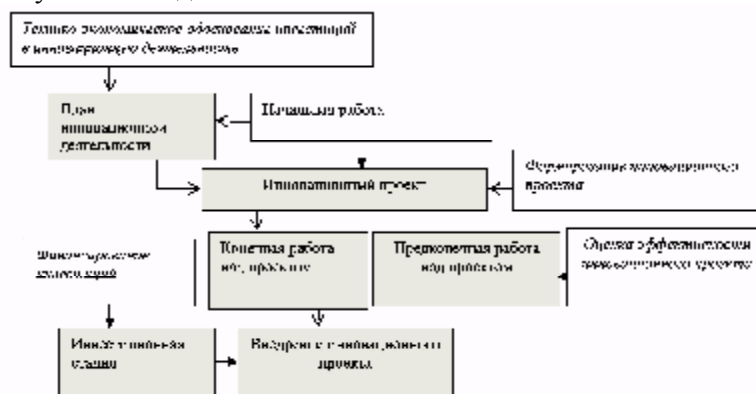 Технико экономическое обоснование инвестиций
в инновационную деятельность
План
инновационной
деятельности
Начальная работа
Инновационный проект
Формирование инновационного
проекта
Финансирование
инвестиций
Конечная работа
над проектом
Предконечная работа
над проектом
Оценка эффективности
инновационного проекта
Инвестиционная
стадия
Внедрение инновационного
проекта